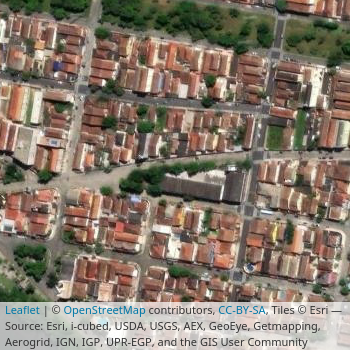 Leaflet | © OpenStreetMap contributors, CC-BY-SA, Tiles © Esri —
Source: Esri, i-cubed, USDA, USGS, AEX, GeoEye, Getmapping,
Aerogrid, IGN, IGP, UPR-EGP, and the GIS User Community